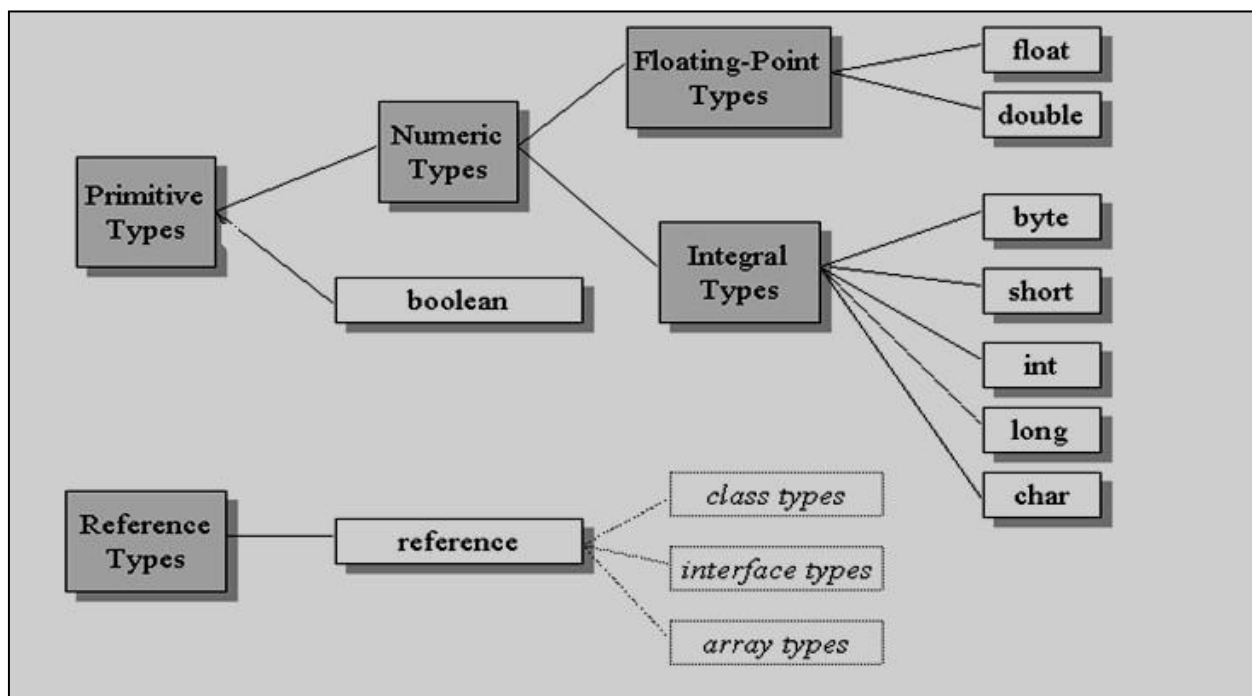 Primitive
Types
Numeric
Types
boolean
Floating-Point
Types
float
double
Integral
Types
byte
short
int
long
char
Reference
Types
reference
class types
interface types
array types